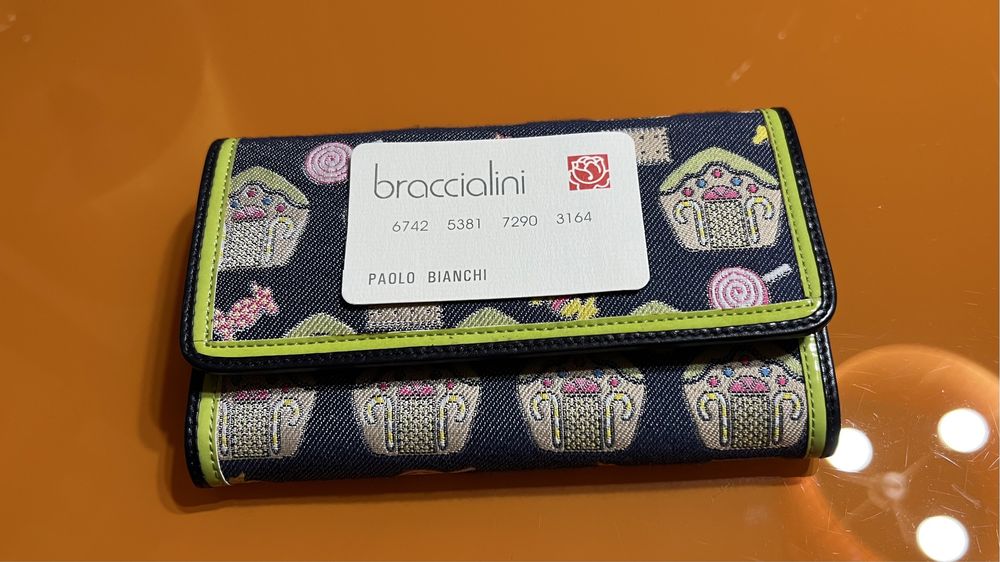 braccialini
6742 5381 7290 3164
PAOLO BIANCHI